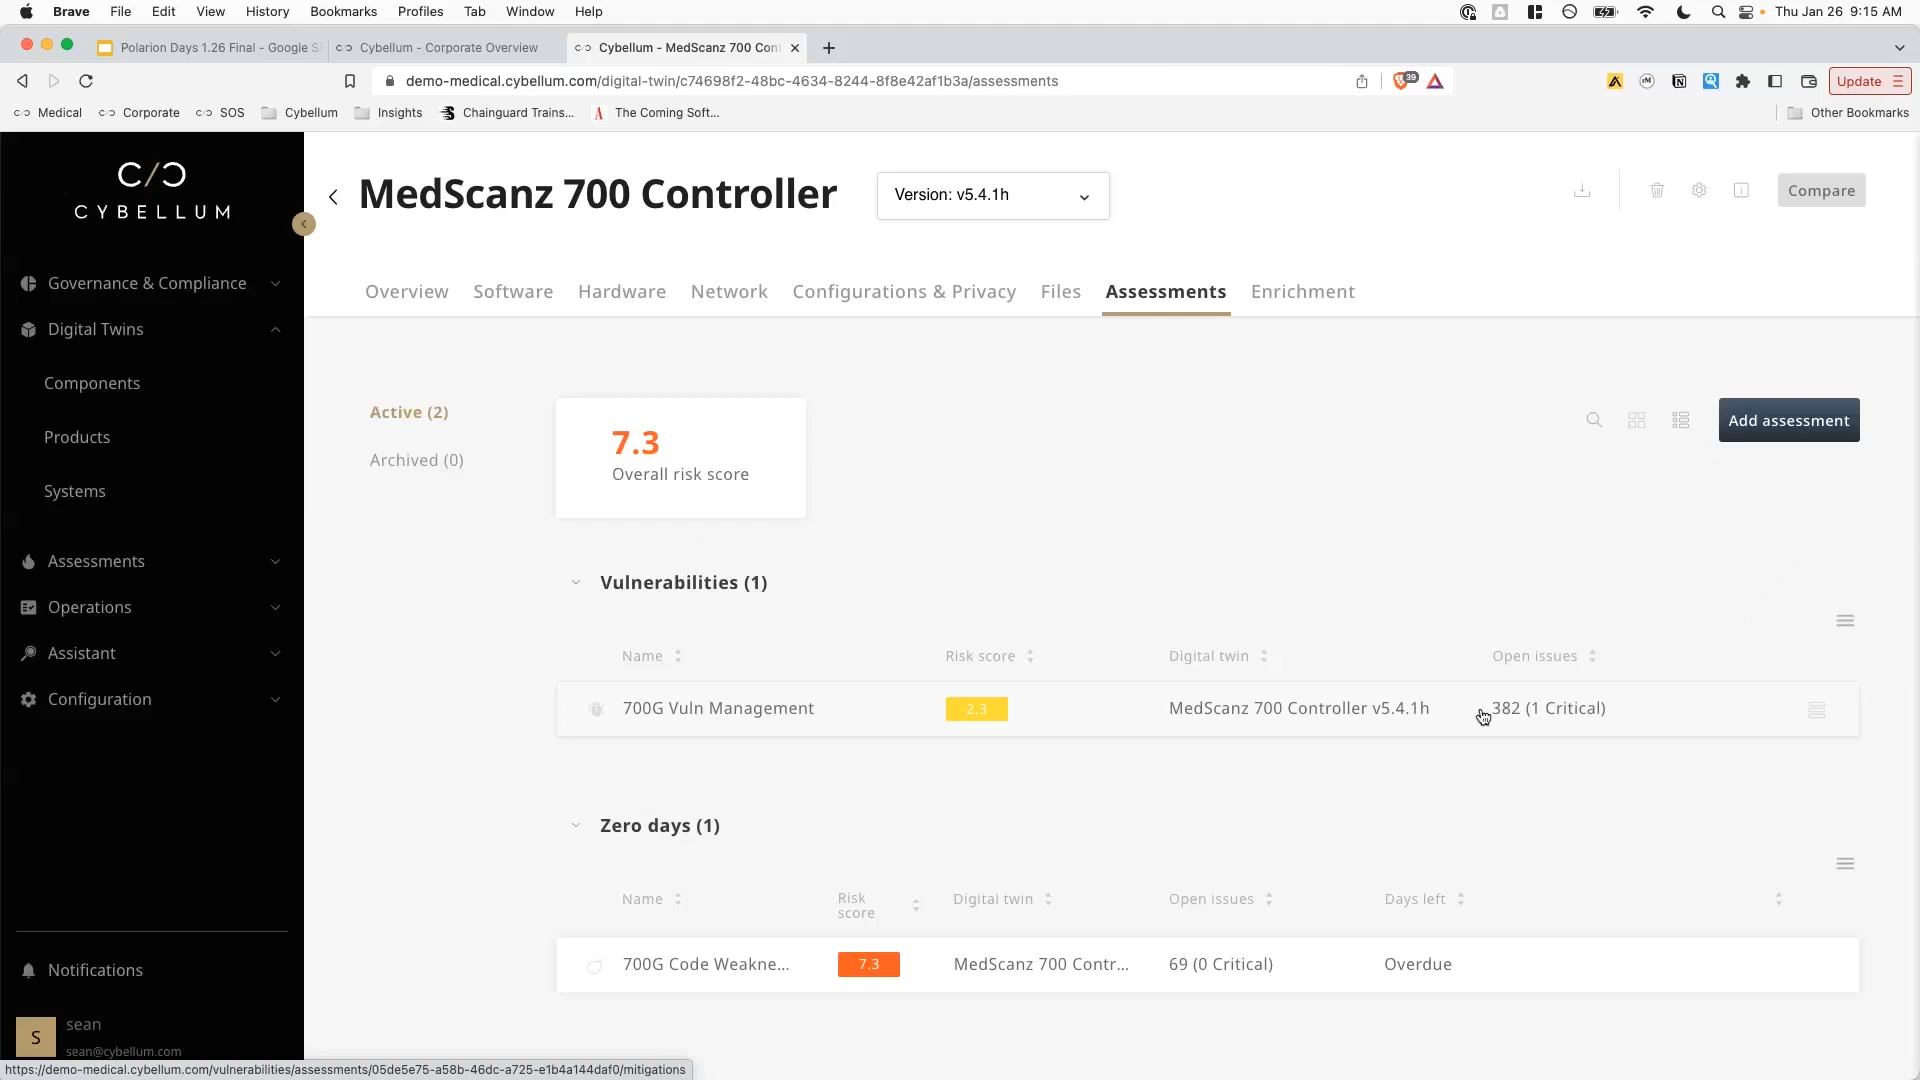 Brave File Edit View History Bookmarks Profiles Tab Window Help Thu Jan 26 9:15 AM
Polarion Days 1.26 Final - Google S Cybellum - Corporate Overview Cybellum - MedScanz 700 Con
demo-medical.cybellum.com/digital-twin/c74698f2-48bc-4634-8244-8f8e42af1b3a/assessments 39 Update
Medical Corporate SOS Cybellum Insights Chainguard Trains... The Coming Soft... Other Bookmarks
CYBELLUM
Governance & Compliance
Digital Twins
Components
Products
Systems
Assessments
Operations
Assistant
Configuration
Notifications
S
sean
sean@cybellum.com
MedScanz 700 Controller
Version: v5.4.1h
Compare
Overview Software Hardware Network Configurations & Privacy Files Assessments Enrichment
Active (2)
Archived (0)
7.3
Overall risk score
Add assessment
Vulnerabilities (1)
Name Risk score Digital twin Open issues
700G Vuln Management 2.3 MedScanz 700 Controller v5.4.1h 382 (1 Critical)
Zero days (1)
Name Risk score Digital twin Open issues Days left
700G Code Weakne... 7.3 MedScanz 700 Contr... 69 (0 Critical) Overdue
https://demo-medical.cybellum.com/vulnerabilities/assessments/05de5e75-a58b-46dc-a725-e1b4a144daf0/mitigations